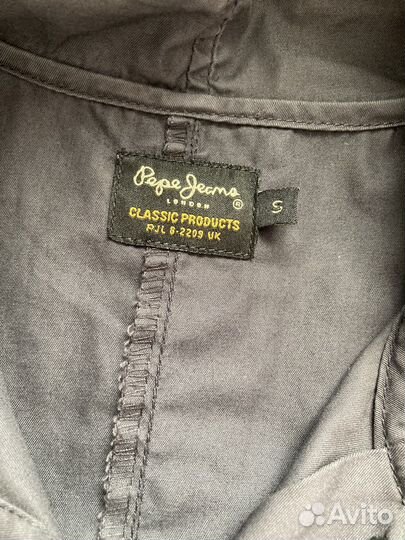 Pepe Jeans
LONDON ®
CLASSIC PRODUCTS
PJL 8-2209 UK
S
Avito